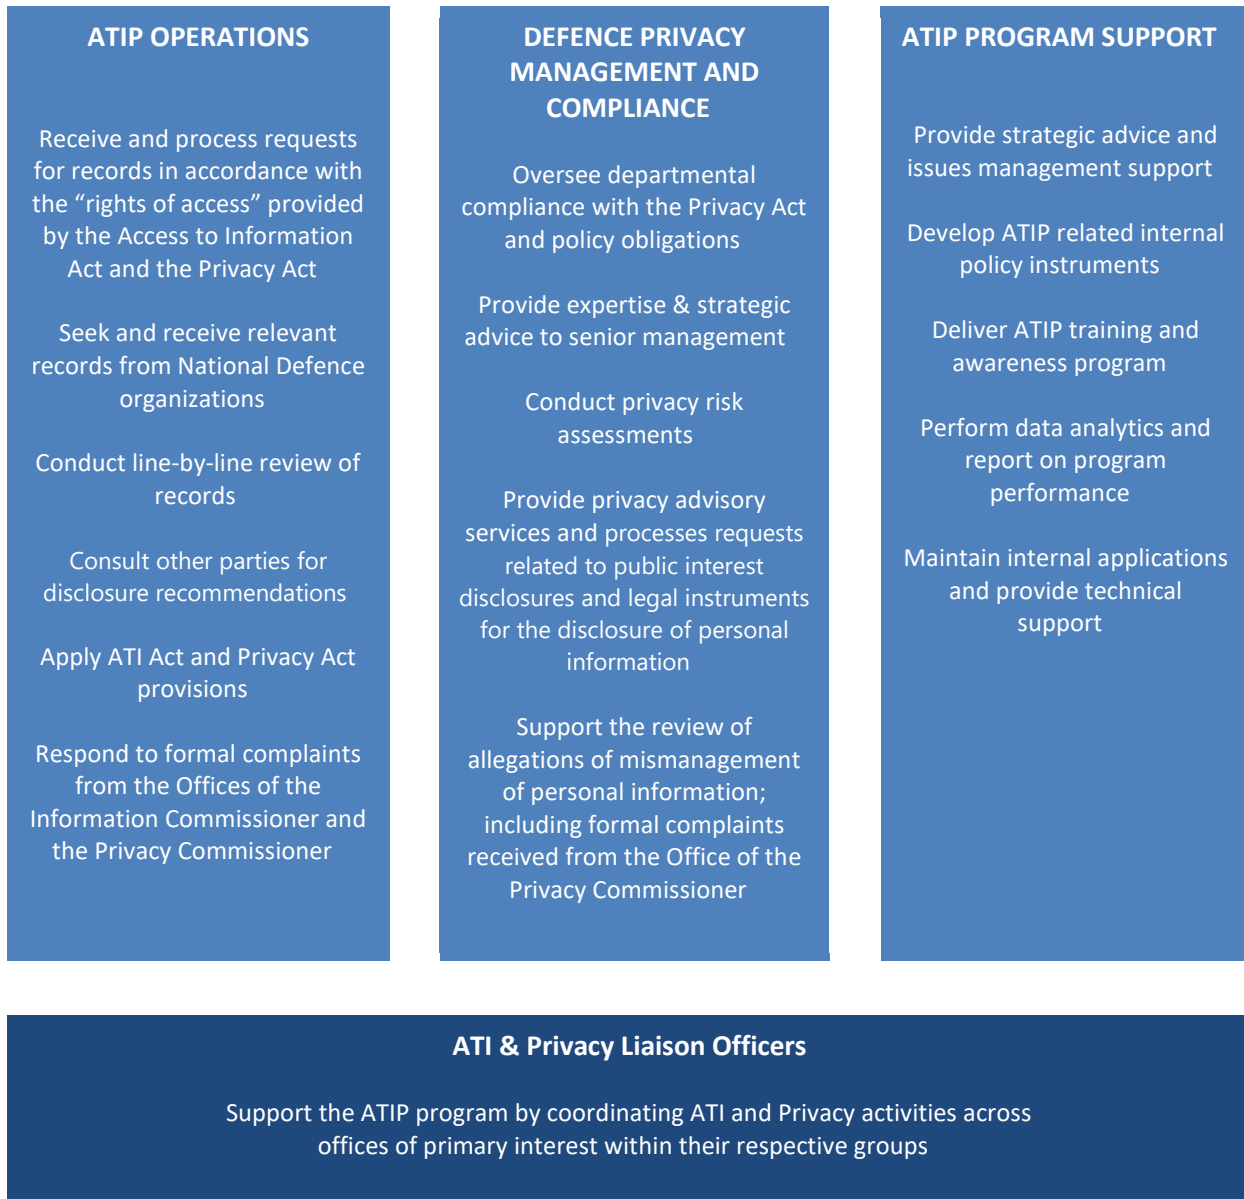 ATIP OPERATIONS
Receive and process requests
for records in accordance with
the “rights of access” provided
by the Access to Information
Act and the Privacy Act
Seek and receive relevant
records from National Defence
organizations
Conduct line-by-line review of
records
Consult other parties for
disclosure recommendations
Apply ATI Act and Privacy Act
provisions
Respond to formal complaints
from the Offices of the
Information Commissioner and
the Privacy Commissioner
DEFENCE PRIVACY
MANAGEMENT AND
COMPLIANCE
Oversee departmental
compliance with the Privacy Act
and policy obligations
Provide expertise & strategic
advice to senior management
Conduct privacy risk
assessments
Provide privacy advisory
services and processes requests
related to public interest
disclosures and legal instruments
for the disclosure of personal
information
Support the review of
allegations of mismanagement
of personal information;
including formal complaints
received from the Office of the
Privacy Commissioner
ATIP PROGRAM SUPPORT
Provide strategic advice and
issues management support
Develop ATIP related internal
policy instruments
Deliver ATIP training and
awareness program
Perform data analytics and
report on program
performance
Maintain internal applications
and provide technical
support
ATI & Privacy Liaison Officers
Support the ATIP program by coordinating ATI and Privacy activities across
offices of primary interest within their respective groups